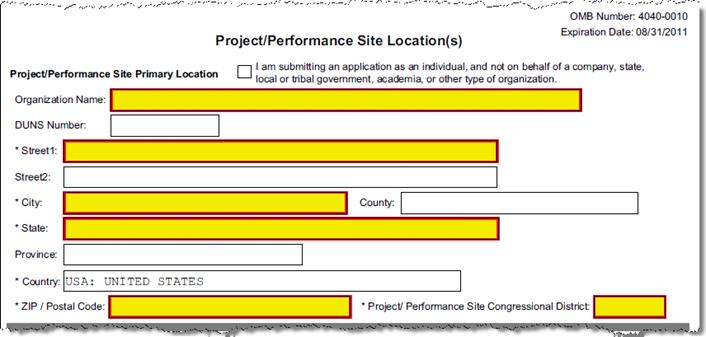 OMB Number: 4040-0010
Expiration Date: 08/31/2011
Project/Performance Site Location(s)
Project/Performance Site Primary Location
I am submitting an application as an individual, and not on behalf of a company, state,
local or tribal government, academia, or other type of organization.
Organization Name:
DUNS Number:
* Street1:
Street2:
* City: County:
* State:
Province:
* Country: USA: UNITED STATES
* ZIP / Postal Code: * Project/ Performance Site Congressional District: